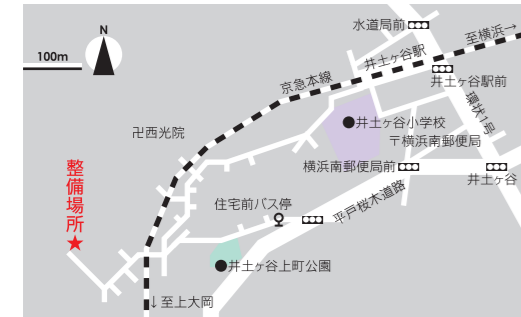 N
100m
水道局前
至横浜→
井土ヶ谷駅
京急本線
井土ヶ谷駅前
環状1号
井土ヶ谷小学校
〒横浜南郵便局
卍西光院
横浜南郵便局前
井土ヶ谷
整備場所
★
住宅前バス停
平戸桜木道路
井土ヶ谷上町公園
↓至上大岡